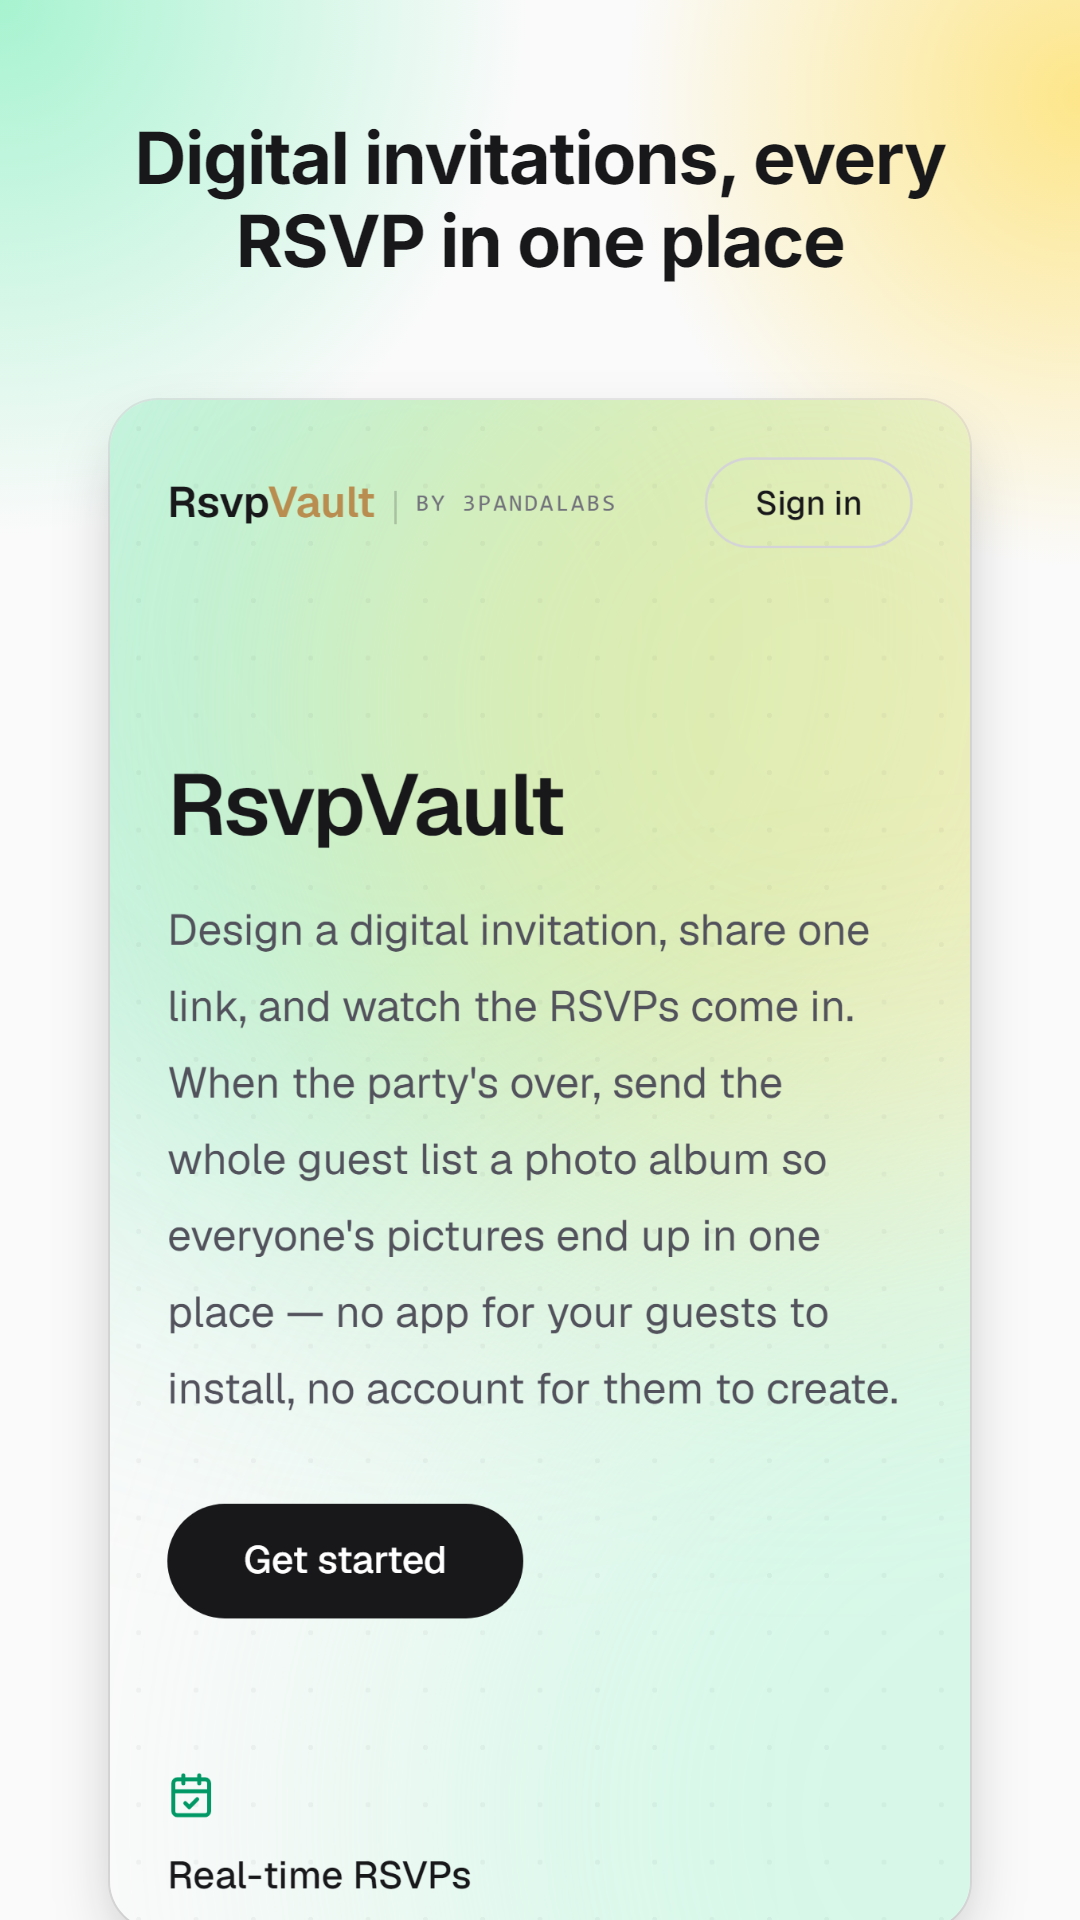 Digital invitations, every
RSVP in one place
RsvpVault | BY 3PANDALABS
Sign in
RsvpVault
Design a digital invitation, share one
link, and watch the RSVPs come in.
When the party's over, send the
whole guest list a photo album so
everyone's pictures end up in one
place — no app for your guests to
install, no account for them to create.
Get started
Real-time RSVPs